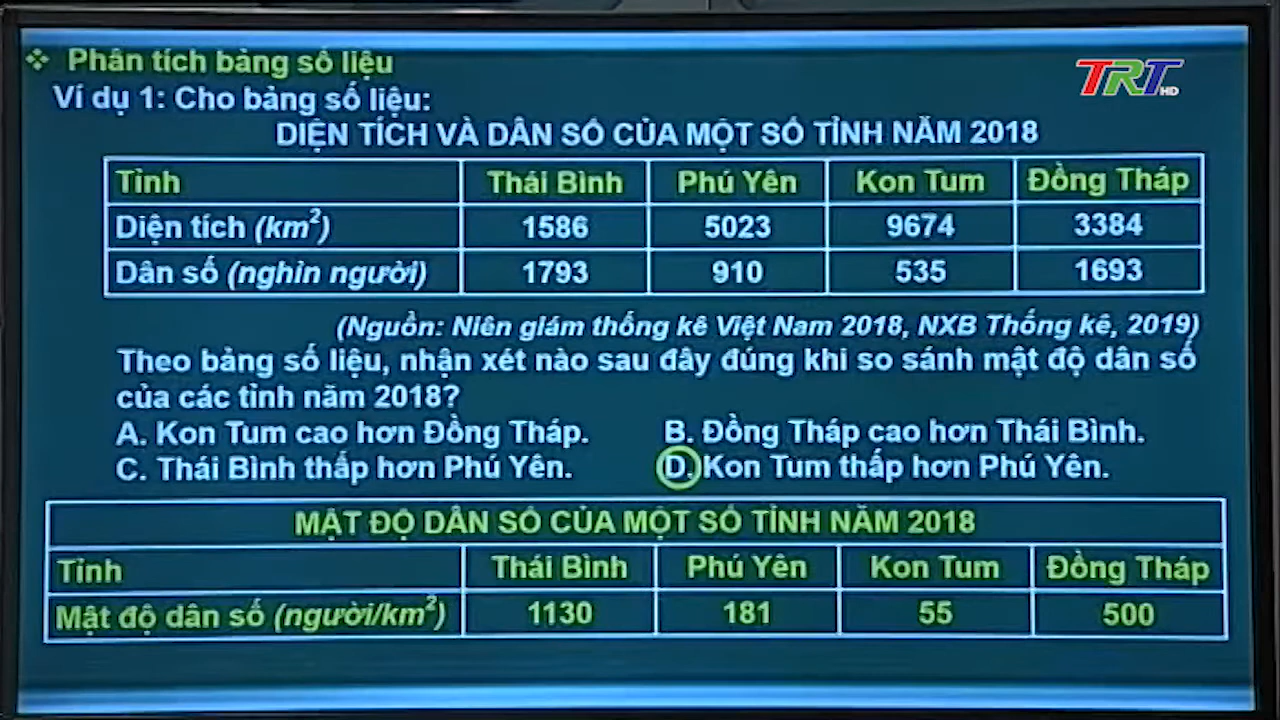 ❖ Phân tích bảng số liệu
TRT HD
Ví dụ 1: Cho bảng số liệu:
DIỆN TÍCH VÀ DÂN SỐ CỦA MỘT SỐ TỈNH NĂM 2018
Tỉnh Thái Bình Phú Yên Kon Tum Đồng Tháp
Diện tích (km²) 1586 5023 9674 3384
Dân số (nghìn người) 1793 910 535 1693
(Nguồn: Niên giám thống kê Việt Nam 2018, NXB Thống kê, 2019)
Theo bảng số liệu, nhận xét nào sau đây đúng khi so sánh mật độ dân số
của các tỉnh năm 2018?
A. Kon Tum cao hơn Đồng Tháp. B. Đồng Tháp cao hơn Thái Bình.
C. Thái Bình thấp hơn Phú Yên. D. Kon Tum thấp hơn Phú Yên.
MẬT ĐỘ DÂN SỐ CỦA MỘT SỐ TỈNH NĂM 2018
Tỉnh Thái Bình Phú Yên Kon Tum Đồng Tháp
Mật độ dân số (người/km²) 1130 181 55 500